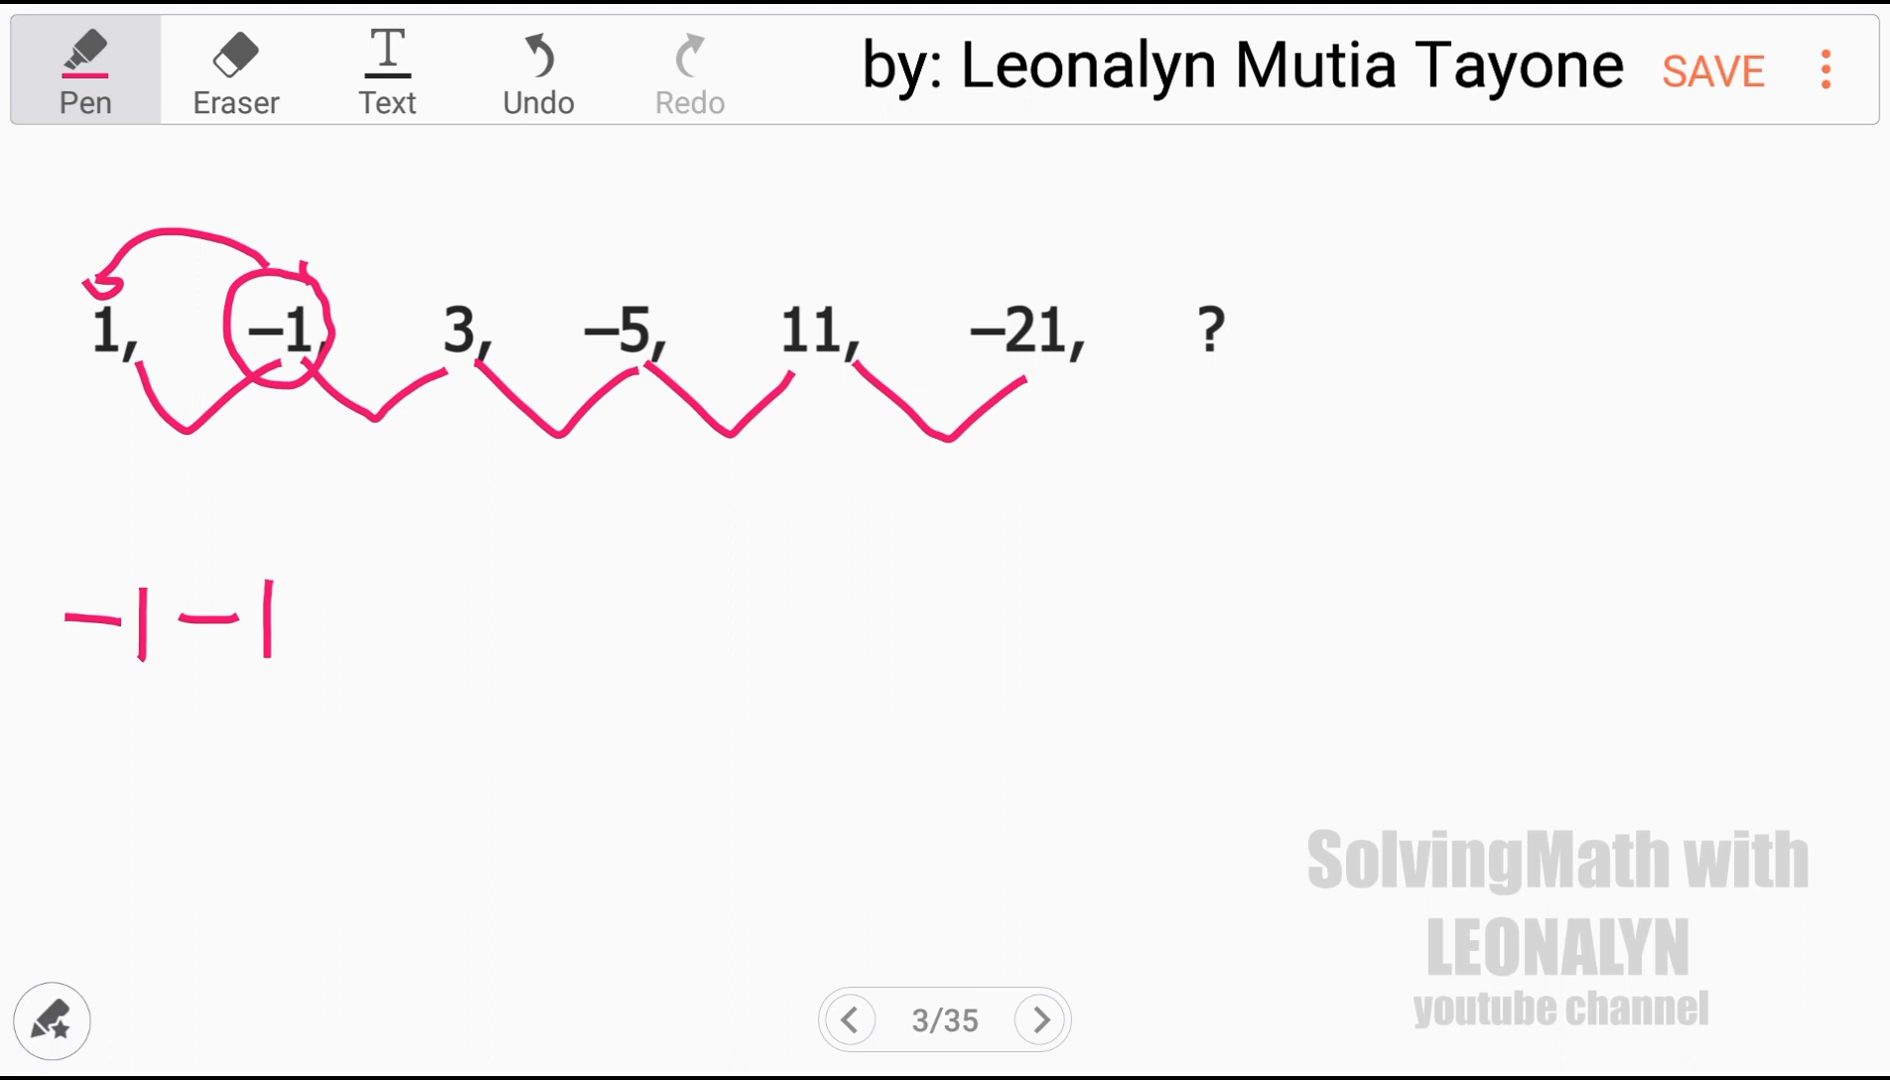 Pen Eraser Text Undo Redo by: Leonalyn Mutia Tayone SAVE
1, –1, 3, –5, 11, –21, ?
–1 – 1
SolvingMath with
LEONALYN
youtube channel
3/35